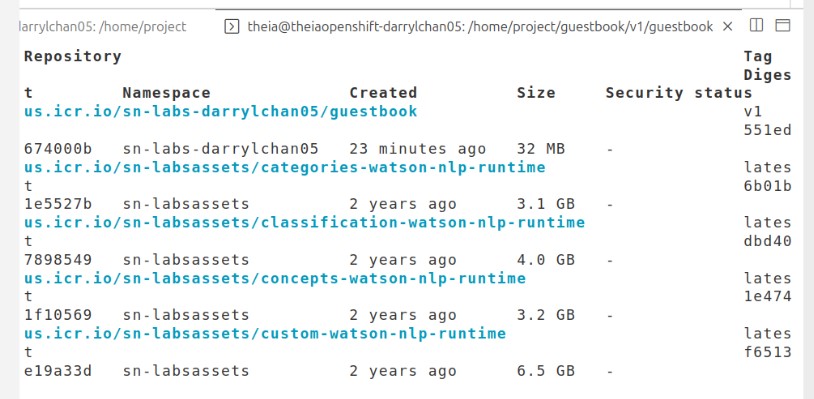 darrylchan05: /home/project theia@theiaopenshift-darrylchan05: /home/project/guestbook/v1/guestbook ×
Repository Tag
Diges
t Namespace Created Size Security status
us.icr.io/sn-labs-darrylchan05/guestbook v1
551ed
674000b sn-labs-darrylchan05 23 minutes ago 32 MB -
us.icr.io/sn-labsassets/categories-watson-nlp-runtime lates
t 6b01b
1e5527b sn-labsassets 2 years ago 3.1 GB -
us.icr.io/sn-labsassets/classification-watson-nlp-runtime lates
t dbd40
7898549 sn-labsassets 2 years ago 4.0 GB -
us.icr.io/sn-labsassets/concepts-watson-nlp-runtime lates
t 1e474
1f10569 sn-labsassets 2 years ago 3.2 GB -
us.icr.io/sn-labsassets/custom-watson-nlp-runtime lates
t f6513
e19a33d sn-labsassets 2 years ago 6.5 GB -